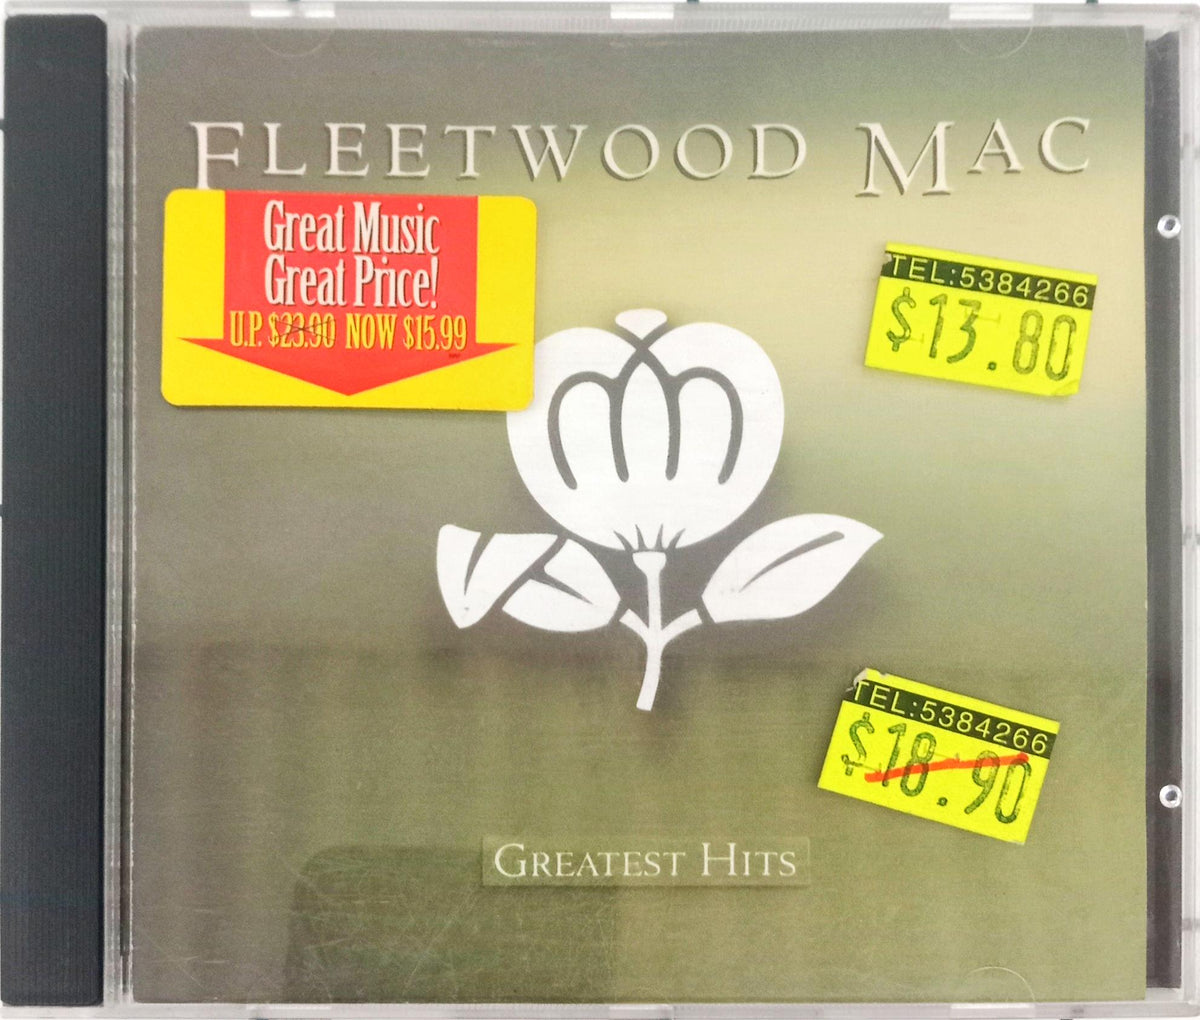 FLEETWOOD MAC
Great Music
Great Price!
U.P. $23.90 NOW $15.99
TEL:5384266
$13.80
TEL:5384266
$18.90
GREATEST HITS